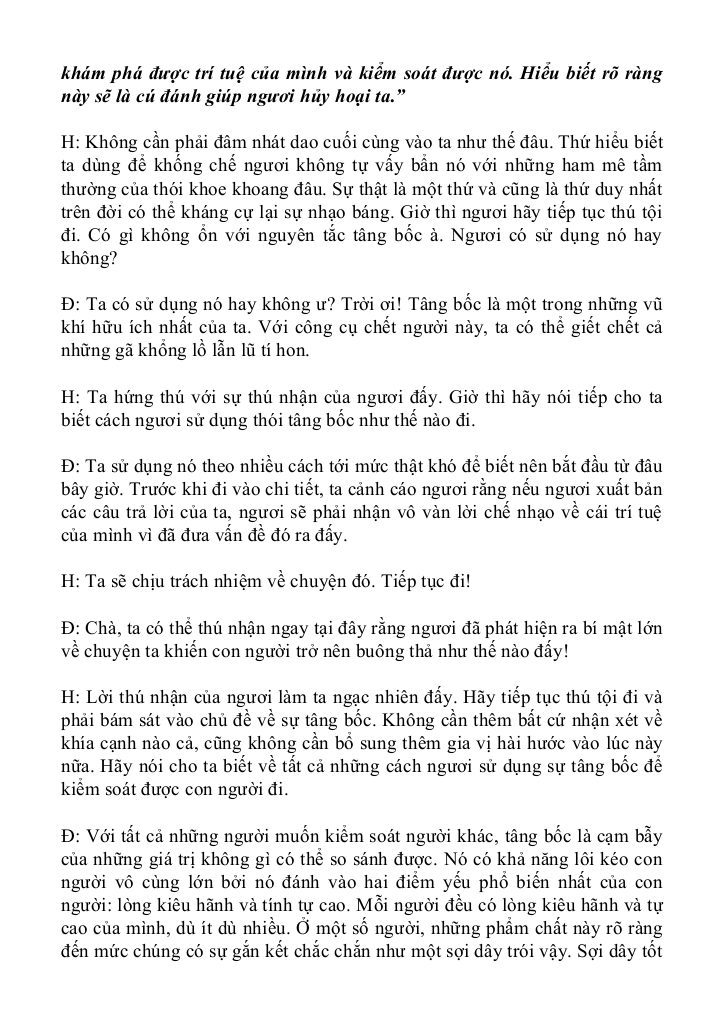 khám phá được trí tuệ của mình và kiểm soát được nó. Hiểu biết rõ ràng
này sẽ là cú đánh giúp ngươi hủy hoại ta.”
H: Không cần phải đâm nhát dao cuối cùng vào ta như thế đâu. Thứ hiểu biết
ta dùng để khống chế ngươi không tự vấy bẩn nó với những ham mê tầm
thường của thói khoe khoang đâu. Sự thật là một thứ và cũng là thứ duy nhất
trên đời có thể kháng cự lại sự nhạo báng. Giờ thì ngươi hãy tiếp tục thú tội
đi. Có gì không ổn với nguyên tắc tâng bốc à. Ngươi có sử dụng nó hay
không?
Đ: Ta có sử dụng nó hay không ư? Trời ơi! Tâng bốc là một trong những vũ
khí hữu ích nhất của ta. Với công cụ chết người này, ta có thể giết chết cả
những gã khổng lồ lẫn lũ tí hon.
H: Ta hứng thú với sự thú nhận của ngươi đấy. Giờ thì hãy nói tiếp cho ta
biết cách ngươi sử dụng thói tâng bốc như thế nào đi.
Đ: Ta sử dụng nó theo nhiều cách tới mức thật khó để biết nên bắt đầu từ đâu
bây giờ. Trước khi đi vào chi tiết, ta cảnh cáo ngươi rằng nếu ngươi xuất bản
các câu trả lời của ta, ngươi sẽ phải nhận vô vàn lời chế nhạo về cái trí tuệ
của mình vì đã đưa vấn đề đó ra đấy.
H: Ta sẽ chịu trách nhiệm về chuyện đó. Tiếp tục đi!
Đ: Chà, ta có thể thú nhận ngay tại đây rằng ngươi đã phát hiện ra bí mật lớn
về chuyện ta khiến con người trở nên buông thả như thế nào đấy!
H: Lời thú nhận của ngươi làm ta ngạc nhiên đấy. Hãy tiếp tục thú tội đi và
phải bám sát vào chủ đề về sự tâng bốc. Không cần thêm bất cứ nhận xét về
khía cạnh nào cả, cũng không cần bổ sung thêm gia vị hài hước vào lúc này
nữa. Hãy nói cho ta biết về tất cả những cách ngươi sử dụng sự tâng bốc để
kiểm soát được con người đi.
Đ: Với tất cả những người muốn kiểm soát người khác, tâng bốc là cạm bẫy
của những giá trị không gì có thể so sánh được. Nó có khả năng lôi kéo con
người vô cùng lớn bởi nó đánh vào hai điểm yếu phổ biến nhất của con
người: lòng kiêu hãnh và tính tự cao. Mỗi người đều có lòng kiêu hãnh và tự
cao của mình, dù ít dù nhiều. Ở một số người, những phẩm chất này rõ ràng
đến mức chúng có sự gắn kết chắc chắn như một sợi dây trói vậy. Sợi dây tốt